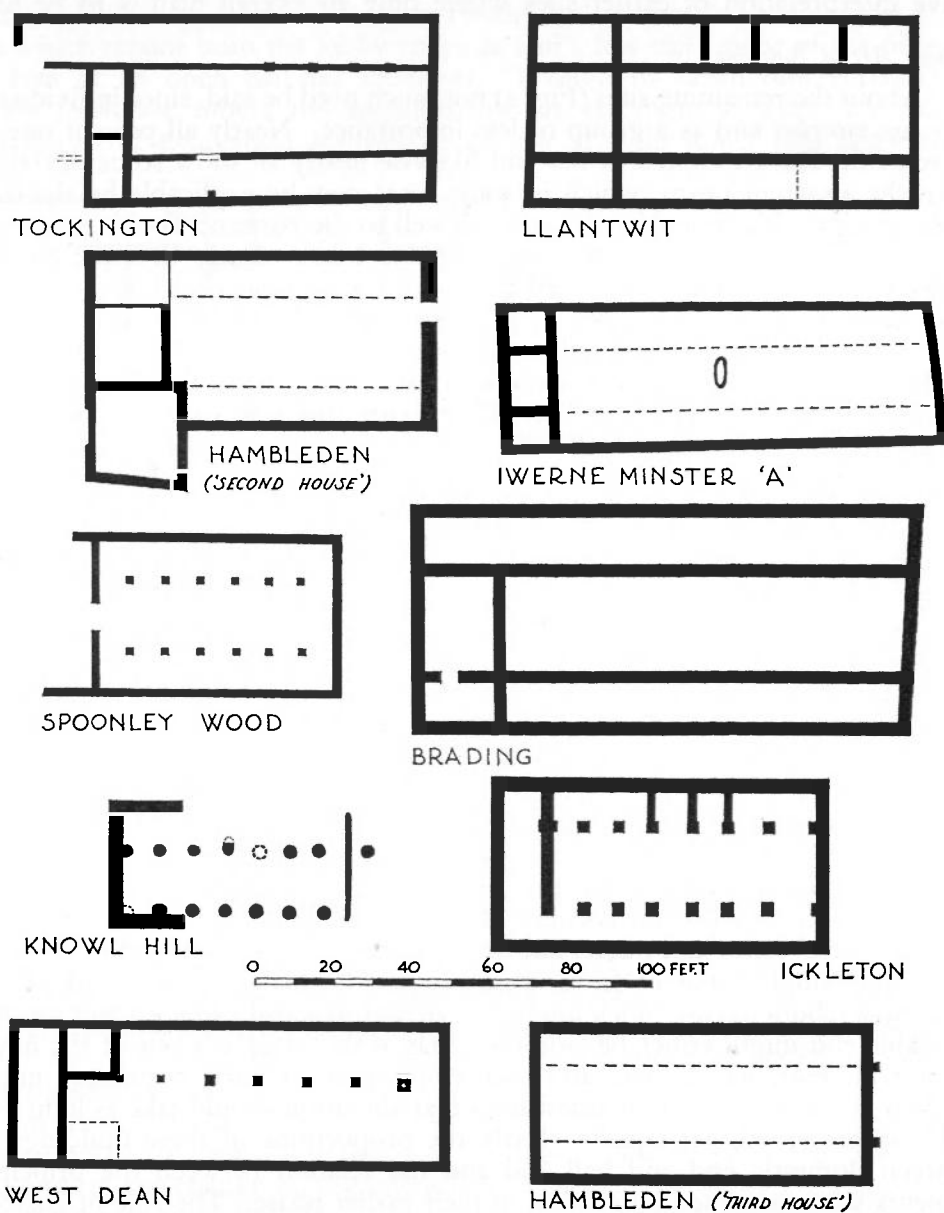 TOCKINGTON
LLANTWIT
HAMBLEDEN
('SECOND HOUSE')
IWERNE MINSTER 'A'
SPOONLEY WOOD
BRADING
KNOWL HILL
ICKLETON
0 20 40 60 80 100 FEET
WEST DEAN
HAMBLEDEN ('THIRD HOUSE')